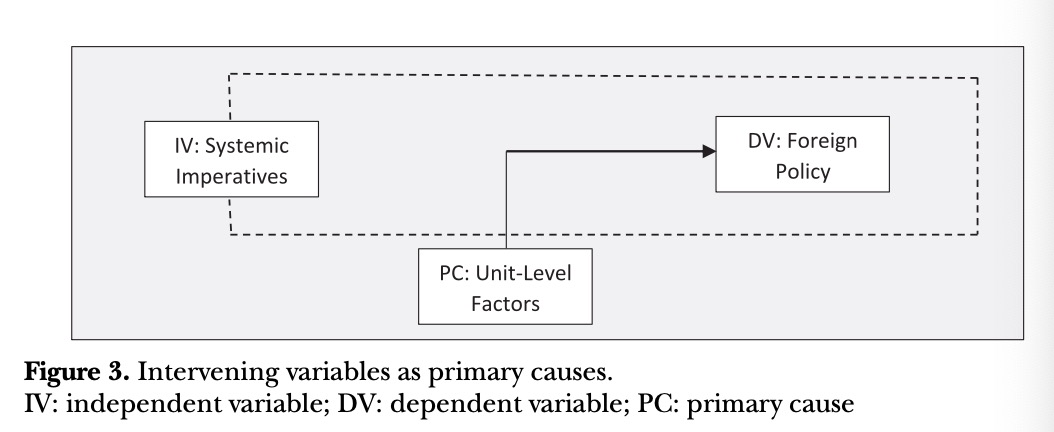 IV: Systemic
Imperatives
DV: Foreign
Policy
PC: Unit-Level
Factors
Figure 3. Intervening variables as primary causes.
IV: independent variable; DV: dependent variable; PC: primary cause